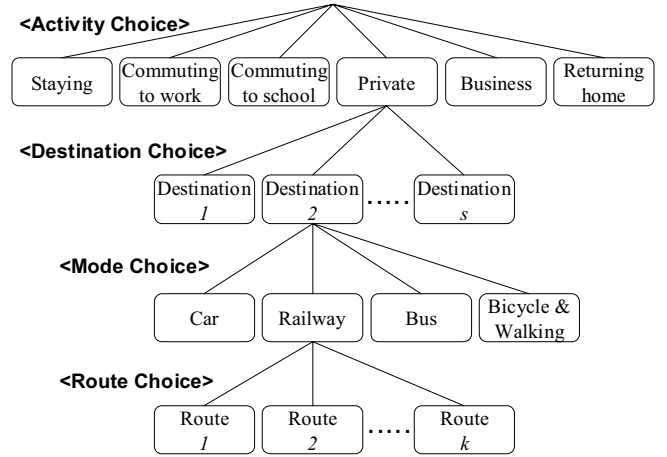 <Activity Choice>
Staying
Commuting
to work
Commuting
to school
Private
Business
Returning
home
<Destination Choice>
Destination
1
Destination
2
.....
Destination
s
<Mode Choice>
Car
Railway
Bus
Bicycle &
Walking
<Route Choice>
Route
1
Route
2
.....
Route
k